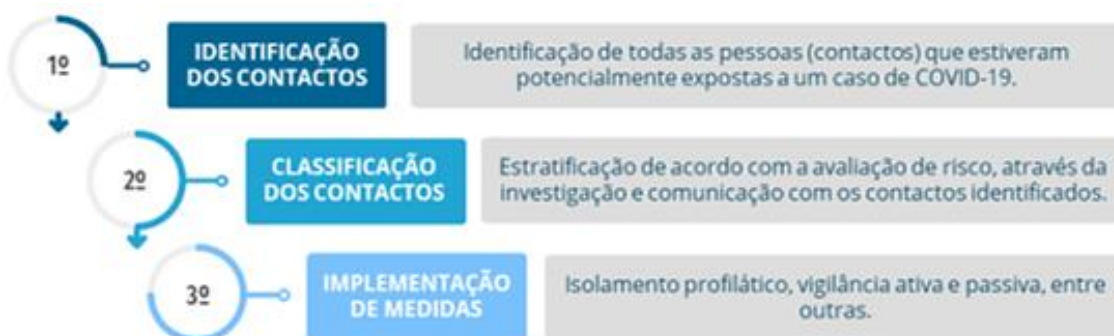 1º
IDENTIFICAÇÃO
DOS CONTACTOS
Identificação de todas as pessoas (contactos) que estiveram
potencialmente expostas a um caso de COVID-19.
2º
CLASSIFICAÇÃO
DOS CONTACTOS
Estratificação de acordo com a avaliação de risco, através da
investigação e comunicação com os contactos identificados.
3º
IMPLEMENTAÇÃO
DE MEDIDAS
Isolamento profilático, vigilância ativa e passiva, entre
outras.